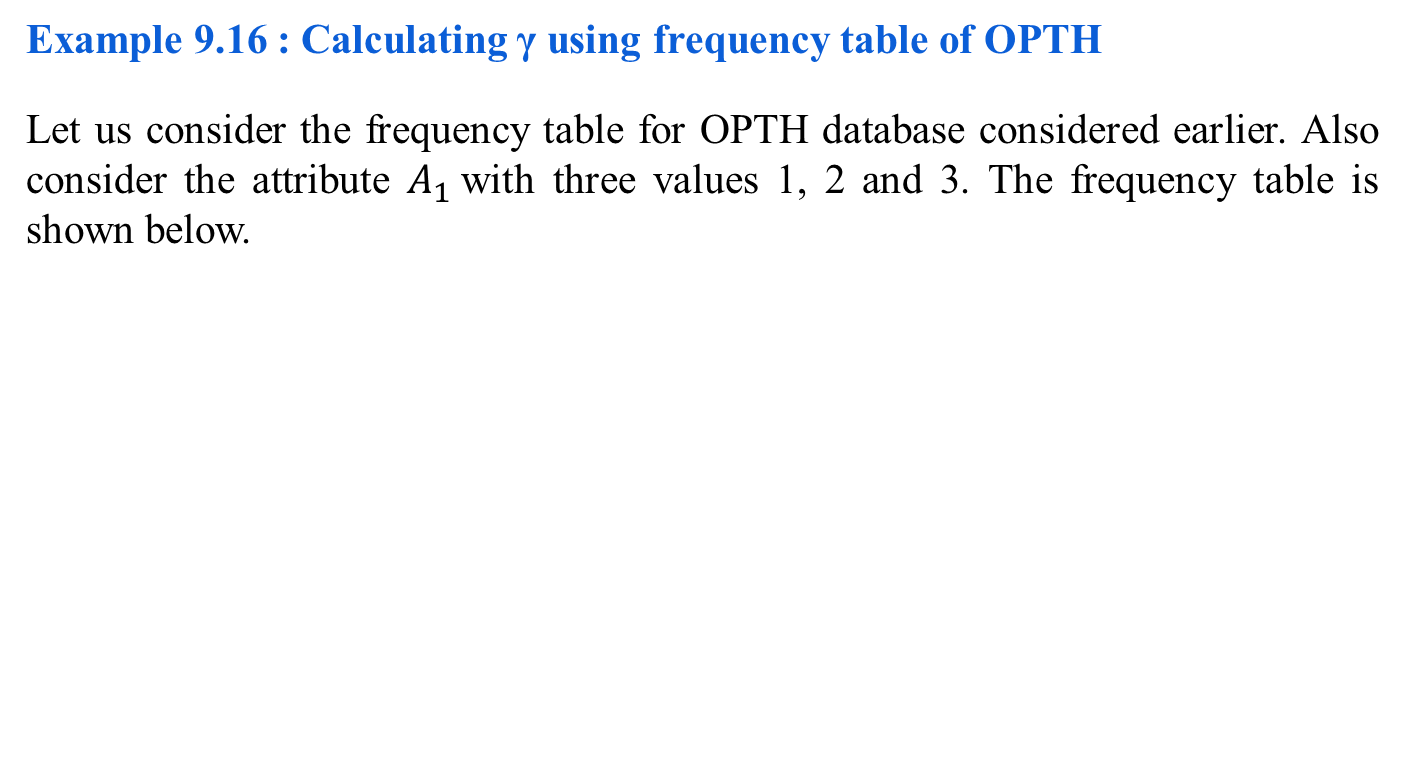 Example 9.16 : Calculating γ using frequency table of OPTH
Let us consider the frequency table for OPTH database considered earlier. Also
consider the attribute A₁ with three values 1, 2 and 3. The frequency table is
shown below.